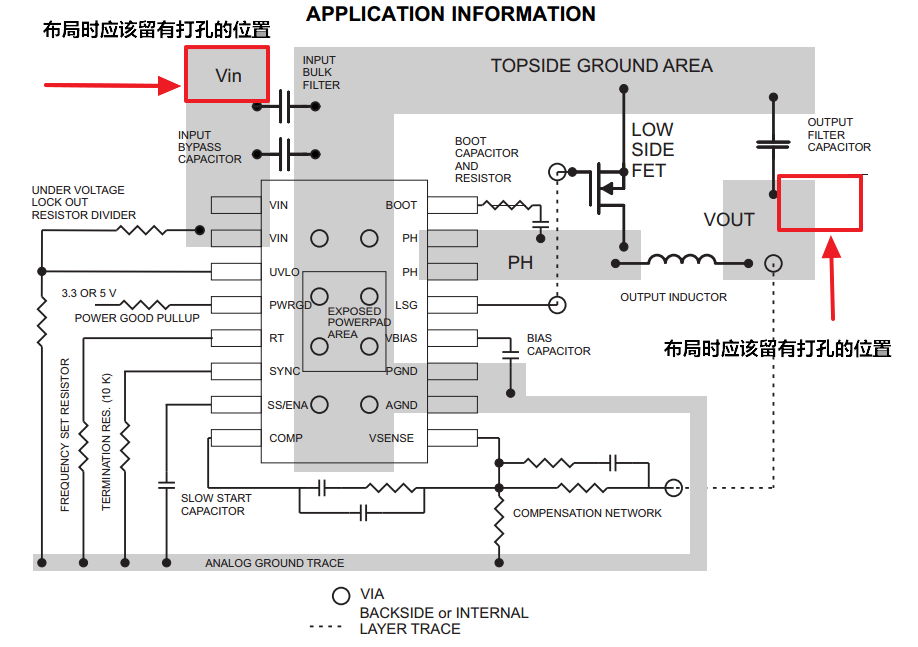 APPLICATION INFORMATION
布局时应该留有打孔的位置
Vin
INPUT
BULK
FILTER
TOPSIDE GROUND AREA
INPUT
BYPASS
CAPACITOR
BOOT
CAPACITOR
AND
RESISTOR
LOW
SIDE
FET
OUTPUT
FILTER
CAPACITOR
UNDER VOLTAGE
LOCK OUT
RESISTOR DIVIDER
VIN
BOOT
VOUT
VIN
PH
PH
UVLO
PH
OUTPUT INDUCTOR
3.3 OR 5 V
POWER GOOD PULLUP
PWRGD
LSG
EXPOSED
POWERPAD
AREA
RT
VBIAS
BIAS
CAPACITOR
布局时应该留有打孔的位置
SYNC
PGND
SS/ENA
AGND
COMP
VSENSE
FREQUENCY SET RESISTOR
TERMINATION RES. (10 K)
SLOW START
CAPACITOR
COMPENSATION NETWORK
ANALOG GROUND TRACE
VIA
BACKSIDE or INTERNAL
LAYER TRACE